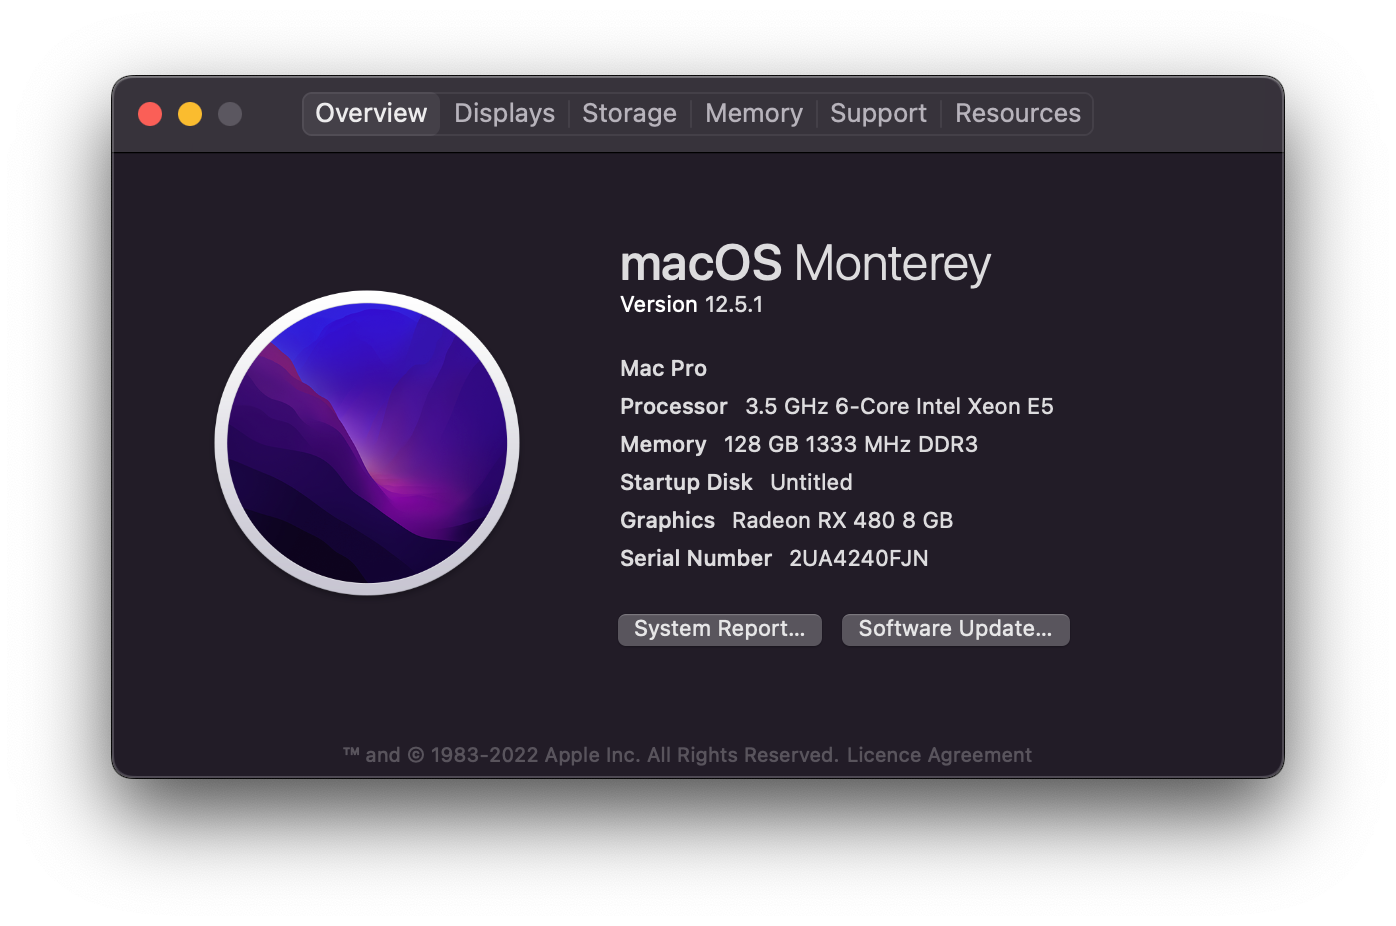 Overview Displays Storage Memory Support Resources
macOS Monterey
Version 12.5.1
Mac Pro
Processor 3.5 GHz 6-Core Intel Xeon E5
Memory 128 GB 1333 MHz DDR3
Startup Disk Untitled
Graphics Radeon RX 480 8 GB
Serial Number 2UA4240FJN
System Report... Software Update...
™ and © 1983-2022 Apple Inc. All Rights Reserved. Licence Agreement